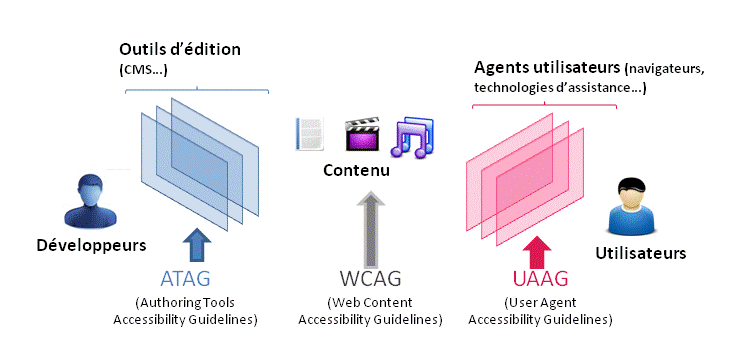 Outils d'édition
(CMS...)
Agents utilisateurs (navigateurs,
technologies d'assistance...)
Contenu
Développeurs
Utilisateurs
ATAG
(Authoring Tools
Accessibility Guidelines)
WCAG
(Web Content
Accessibility Guidelines)
UAAG
(User Agent
Accessibility Guidelines)